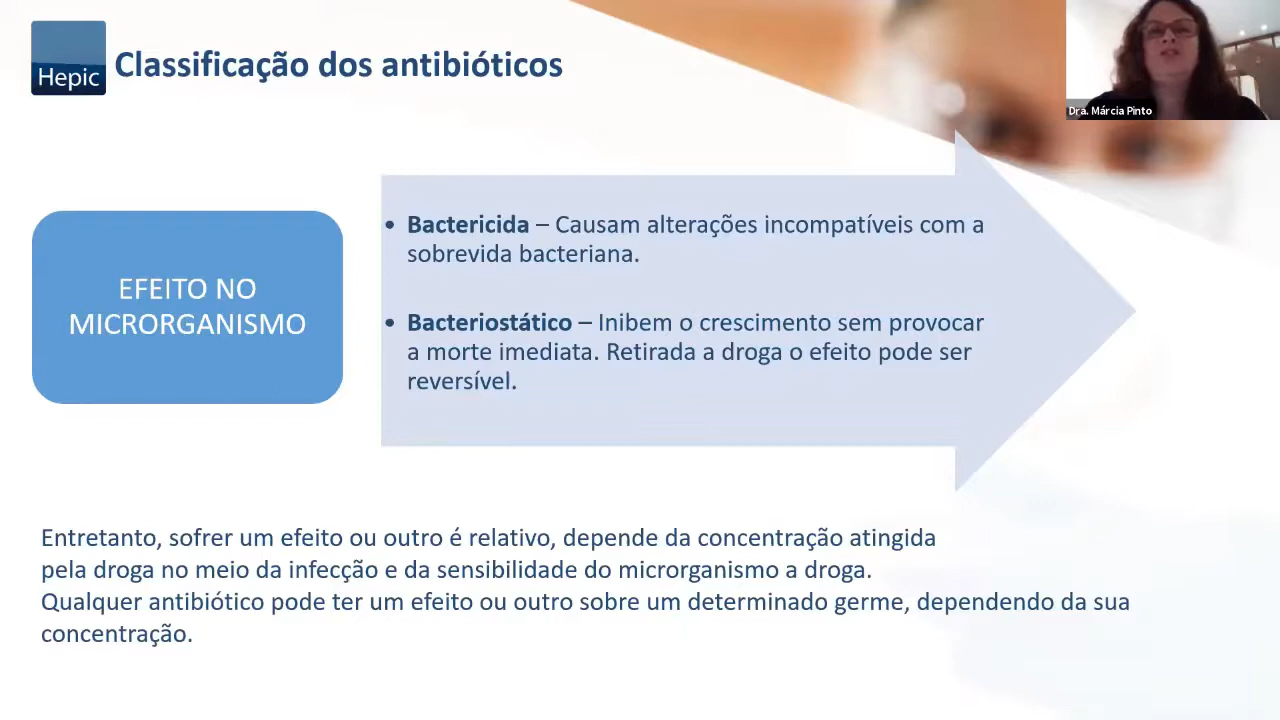 Hepic
Classificação dos antibióticos
Dra. Márcia Pinto
EFEITO NO
MICRORGANISMO
• Bactericida – Causam alterações incompatíveis com a
sobrevida bacteriana.
• Bacteriostático – Inibem o crescimento sem provocar
a morte imediata. Retirada a droga o efeito pode ser
reversível.
Entretanto, sofrer um efeito ou outro é relativo, depende da concentração atingida
pela droga no meio da infecção e da sensibilidade do microrganismo a droga.
Qualquer antibiótico pode ter um efeito ou outro sobre um determinado germe, dependendo da sua
concentração.